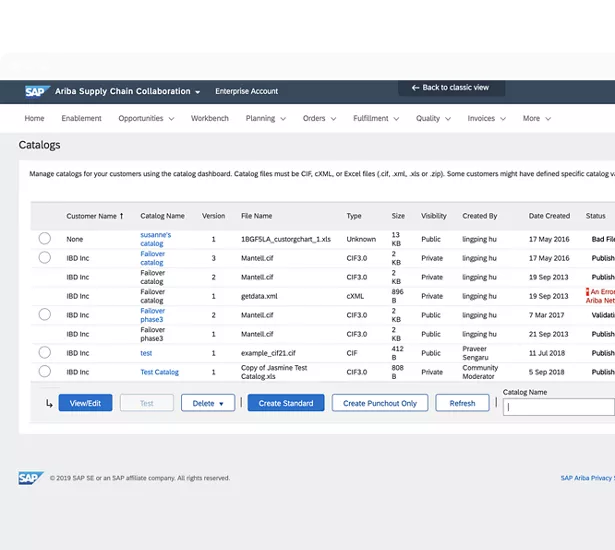 SAP Ariba Supply Chain Collaboration Enterprise Account ← Back to classic view
Home Enablement Opportunities Workbench Planning Orders Fulfillment Quality Invoices More
Catalogs
Manage catalogs for your customers using the catalog dashboard. Catalog files must be CIF, cXML, or Excel files (.cif, .xml, .xls or .zip). Some customers might have defined specific catalog v
Customer Name ↑ Catalog Name Version File Name Type Size Visibility Created By Date Created Status
None susanne's catalog 1 1BGF5LA_custorgchart_1.xls Unknown 13 KB Public lingping hu 17 May 2016 Bad File
IBD Inc Failover catalog 3 Mantell.cif CIF3.0 2 KB Private lingping hu 17 May 2016 Publish
IBD Inc Failover catalog 2 Mantell.cif CIF3.0 2 KB Private lingping hu 19 Sep 2013 Publish
IBD Inc Failover catalog 1 getdata.xml cXML 896 B Private lingping hu 19 Sep 2013 An Error Ariba Net
IBD Inc Failover phase3 2 Mantell.cif CIF3.0 2 KB Public lingping hu 7 Mar 2017 Validati
IBD Inc Failover phase3 1 Mantell.cif CIF3.0 2 KB Public lingping hu 21 Sep 2013 Publish
IBD Inc test 1 example_cif21.cif CIF 412 B Public Praveer Sengaru 11 Jul 2018 Publish
IBD Inc Test Catalog 1 Copy of Jasmine Test Catalog.xls CIF3.0 808 B Private Community Moderator 5 Sep 2018 Publish
Catalog Name
View/Edit Test Delete Create Standard Create Punchout Only Refresh
SAP © 2019 SAP SE or an SAP affiliate company. All rights reserved. SAP Ariba Privacy S